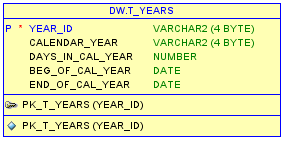 DW.T_YEARS
P * YEAR_ID VARCHAR2 (4 BYTE)
CALENDAR_YEAR VARCHAR2 (4 BYTE)
DAYS_IN_CAL_YEAR NUMBER
BEG_OF_CAL_YEAR DATE
END_OF_CAL_YEAR DATE
PK_T_YEARS (YEAR_ID)
PK_T_YEARS (YEAR_ID)